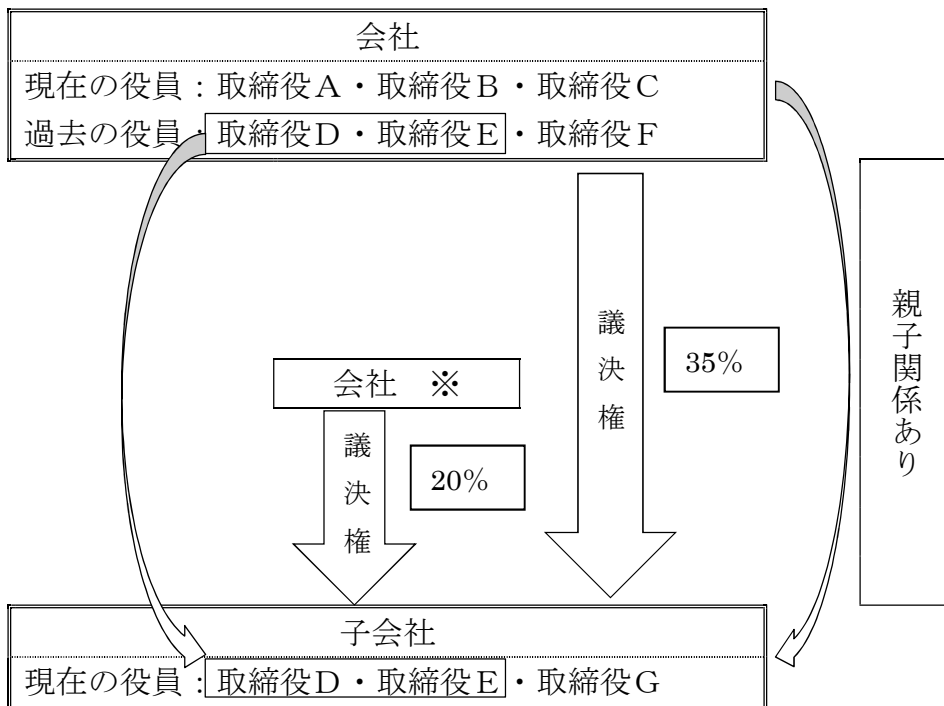 会社
現在の役員：取締役A・取締役B・取締役C
過去の役員：取締役D・取締役E・取締役F
親子関係あり
議決権
35%
会社　※
議決権
20%
子会社
現在の役員：取締役D・取締役E・取締役G